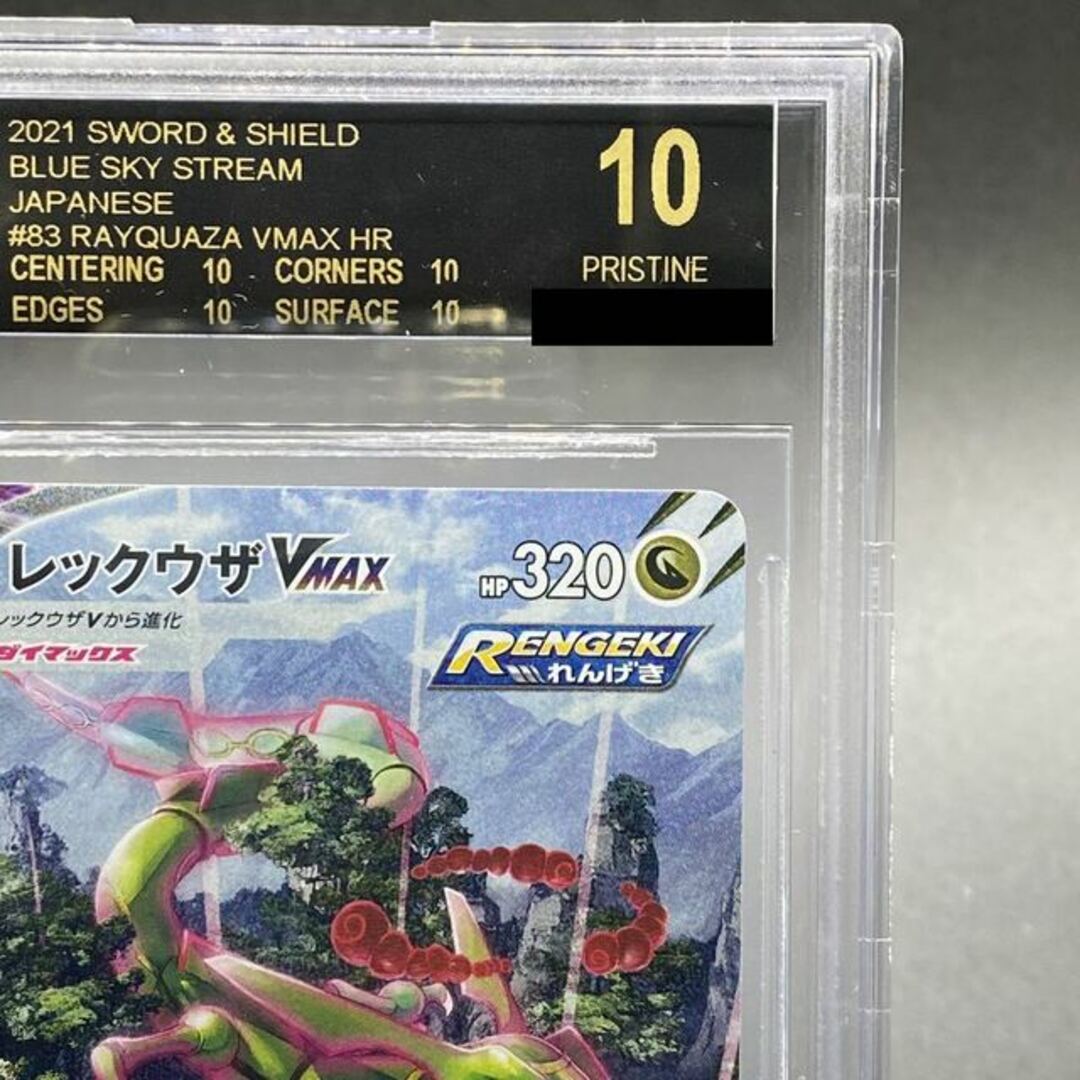 2021 SWORD & SHIELD
BLUE SKY STREAM
JAPANESE
#83 RAYQUAZA VMAX HR
CENTERING 10 CORNERS 10
EDGES 10 SURFACE 10
10
PRISTINE
レックウザVMAX
HP320
レックウザVから進化
ダイマックス
RENGEKI
れんげき